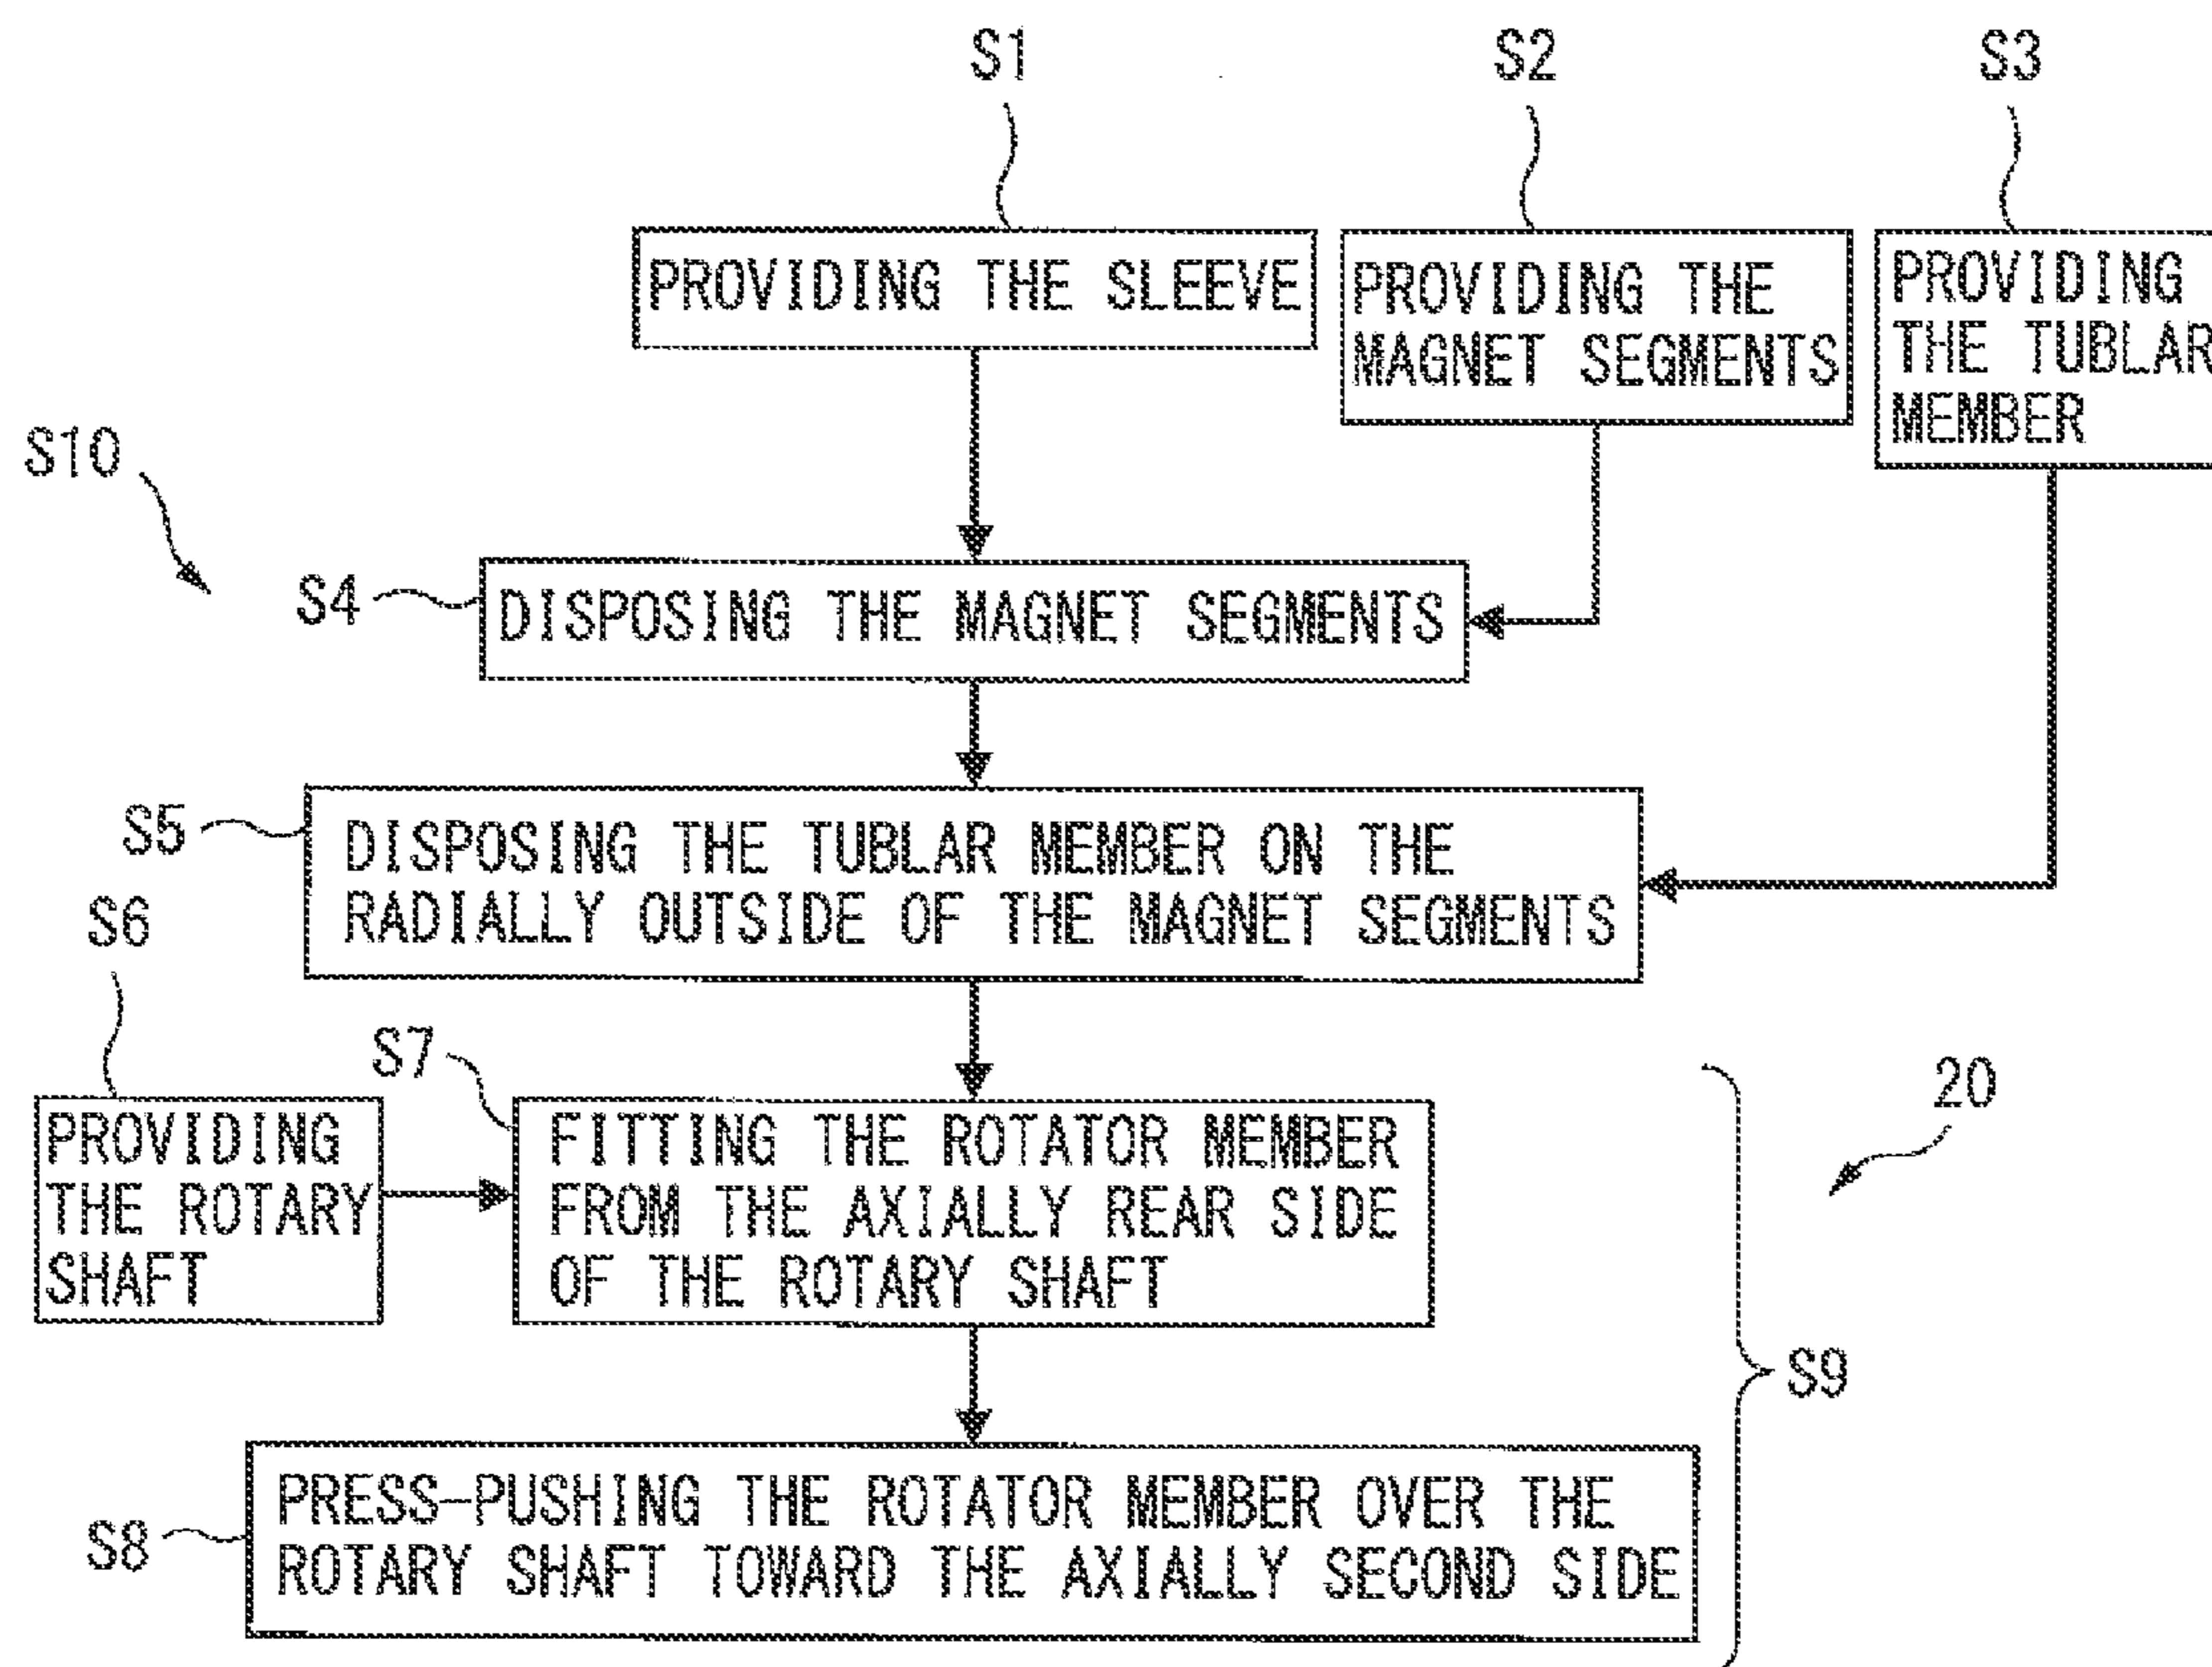 S1
S2
S3
PROVIDING THE SLEEVE
PROVIDING THE
MAGNET SEGMENTS
PROVIDING
THE TUBLAR
MEMBER
S10
S4
DISPOSING THE MAGNET SEGMENTS
S5
DISPOSING THE TUBLAR MEMBER ON THE
RADIALLY OUTSIDE OF THE MAGNET SEGMENTS
S6
S7
20
PROVIDING
THE ROTARY
SHAFT
FITTING THE ROTATOR MEMBER
FROM THE AXIALLY REAR SIDE
OF THE ROTARY SHAFT
S9
S8
PRESS-PUSHING THE ROTATOR MEMBER OVER THE
ROTARY SHAFT TOWARD THE AXIALLY SECOND SIDE